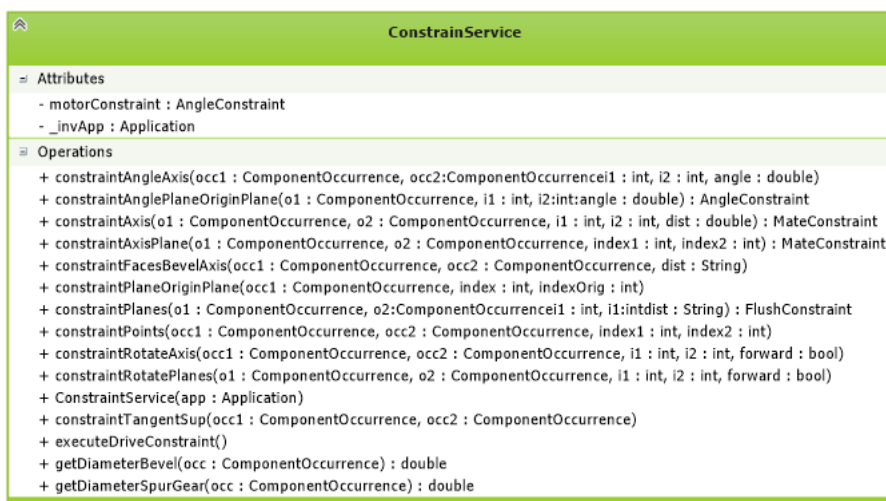 ConstrainService
Attributes
- motorConstraint : AngleConstraint
- _invApp : Application
Operations
+ constraintAngleAxis(occ1 : ComponentOccurrence, occ2:ComponentOccurrencei1 : int, i2 : int, angle : double)
+ constraintAnglePlaneOriginPlane(o1 : ComponentOccurrence, i1 : int, i2:int:angle : double) : AngleConstraint
+ constraintAxis(o1 : ComponentOccurrence, o2 : ComponentOccurrence, i1 : int, i2 : int, dist : double) : MateConstraint
+ constraintAxisPlane(o1 : ComponentOccurrence, o2 : ComponentOccurrence, index1 : int, index2 : int) : MateConstraint
+ constraintFacesBevelAxis(occ1 : ComponentOccurrence, occ2 : ComponentOccurrence, dist : String)
+ constraintPlaneOriginPlane(occ1 : ComponentOccurrence, index : int, indexOrig : int)
+ constraintPlanes(o1 : ComponentOccurrence, o2:ComponentOccurrencei1 : int, i1:intdist : String) : FlushConstraint
+ constraintPoints(occ1 : ComponentOccurrence, occ2 : ComponentOccurrence, index1 : int, index2 : int)
+ constraintRotateAxis(occ1 : ComponentOccurrence, occ2 : ComponentOccurrence, i1 : int, i2 : int, forward : bool)
+ constraintRotatePlanes(o1 : ComponentOccurrence, o2 : ComponentOccurrence, i1 : int, i2 : int, forward : bool)
+ ConstraintService(app : Application)
+ constraintTangentSup(occ1 : ComponentOccurrence, occ2 : ComponentOccurrence)
+ executeDriveConstraint()
+ getDiameterBevel(occ : ComponentOccurrence) : double
+ getDiameterSpurGear(occ : ComponentOccurrence) : double